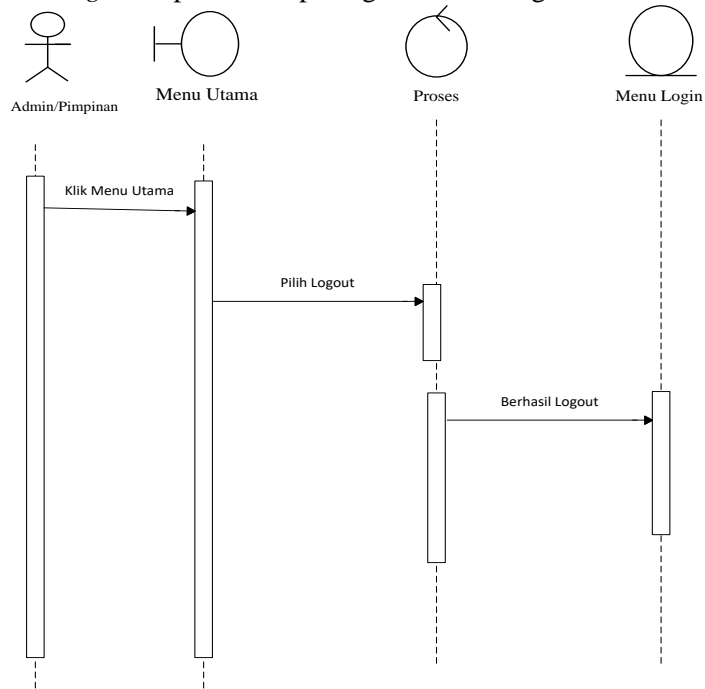 Admin/Pimpinan
Menu Utama
Proses
Menu Login
Klik Menu Utama
Pilih Logout
Berhasil Logout